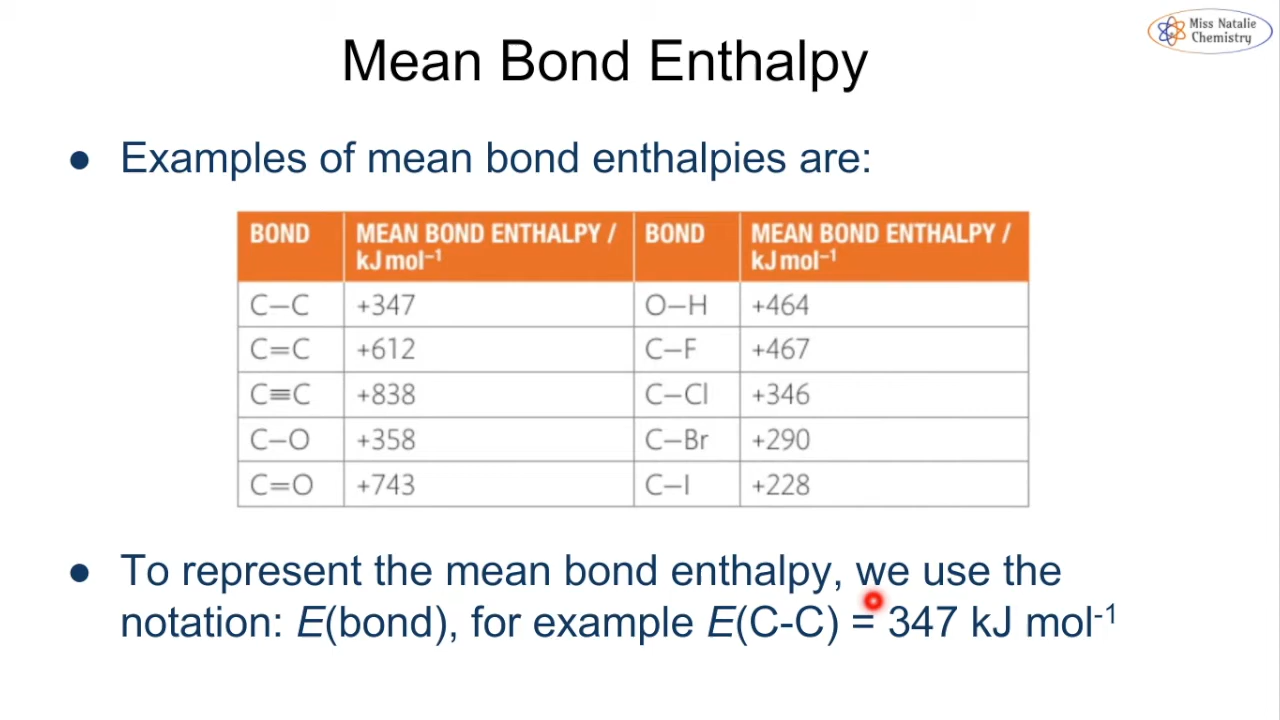 Miss Natalie
Chemistry
Mean Bond Enthalpy
● Examples of mean bond enthalpies are:
BOND MEAN BOND ENTHALPY / kJ mol⁻¹ BOND MEAN BOND ENTHALPY / kJ mol⁻¹
C–C +347 O–H +464
C=C +612 C–F +467
C≡C +838 C–Cl +346
C–O +358 C–Br +290
C=O +743 C–I +228
● To represent the mean bond enthalpy, we use the
notation: E(bond), for example E(C-C) = 347 kJ mol⁻¹